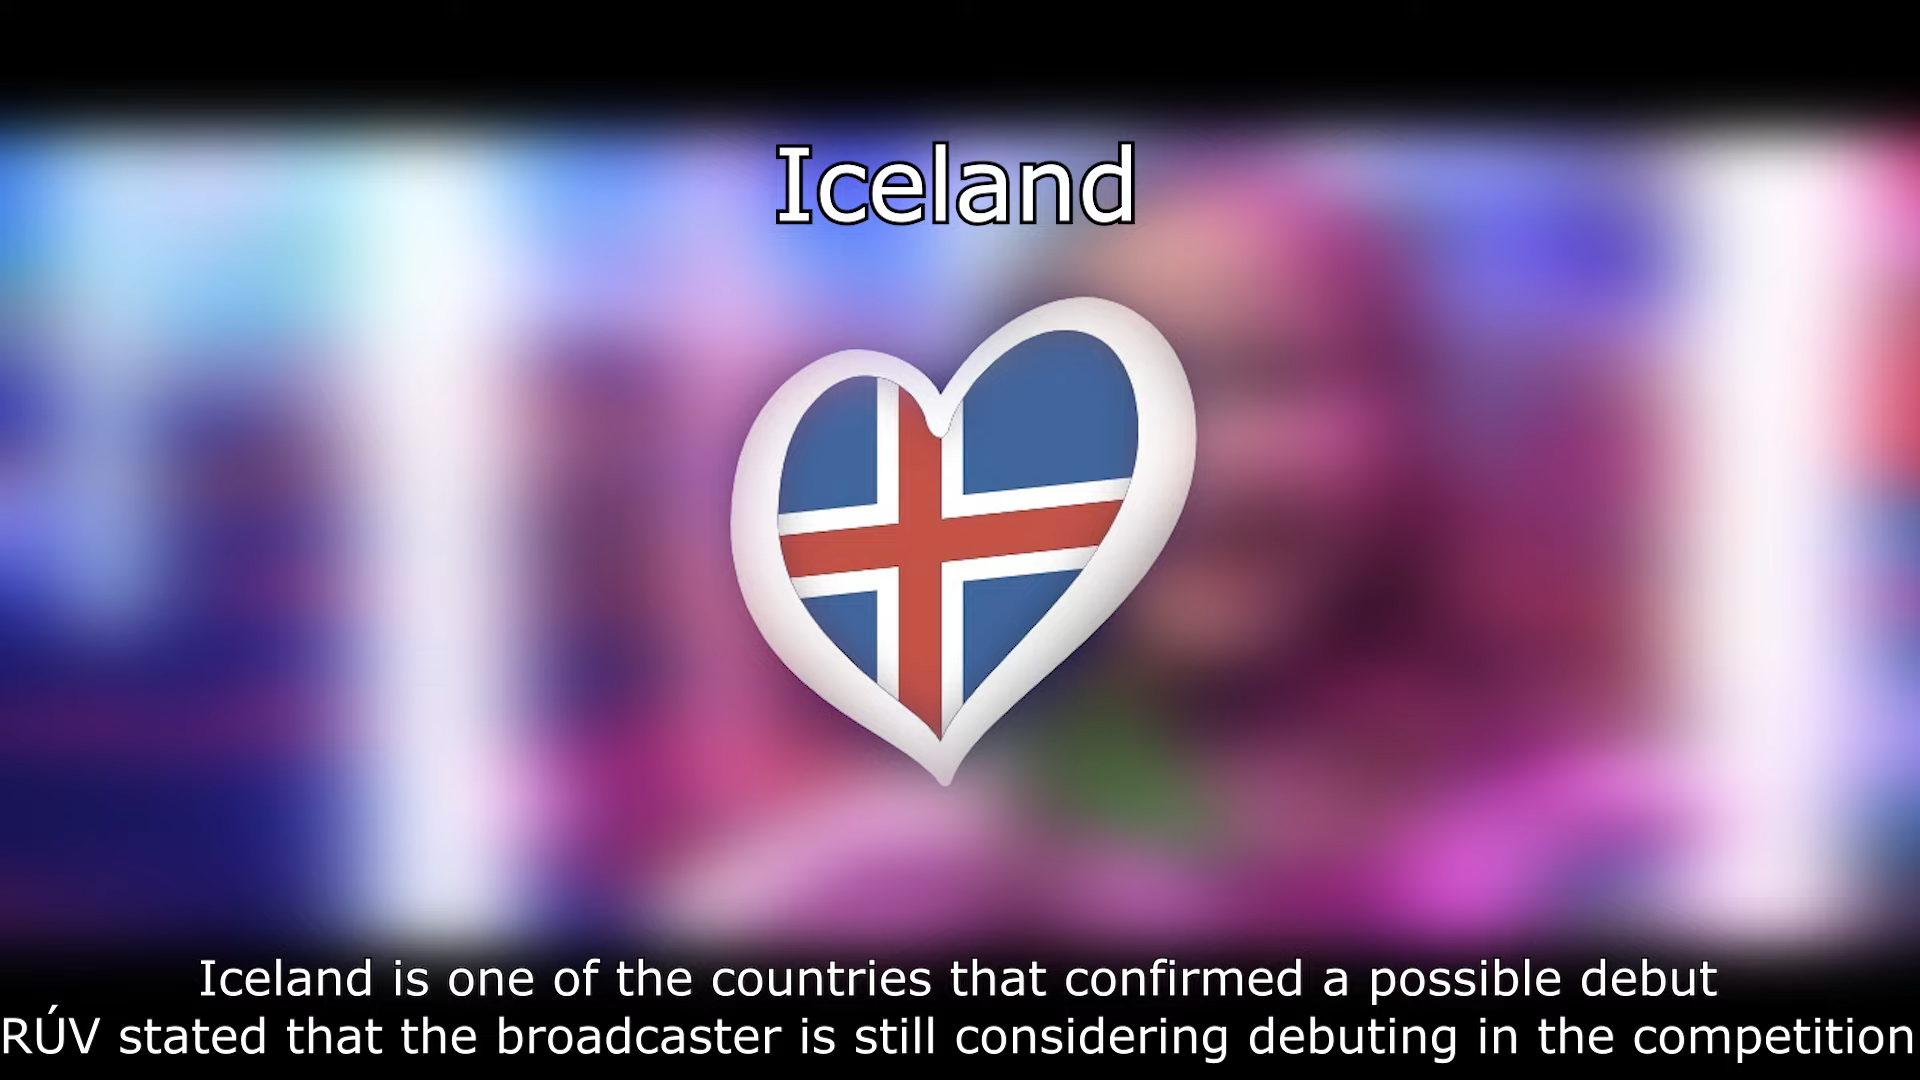 Iceland
Iceland is one of the countries that confirmed a possible debut
RÚV stated that the broadcaster is still considering debuting in the competition